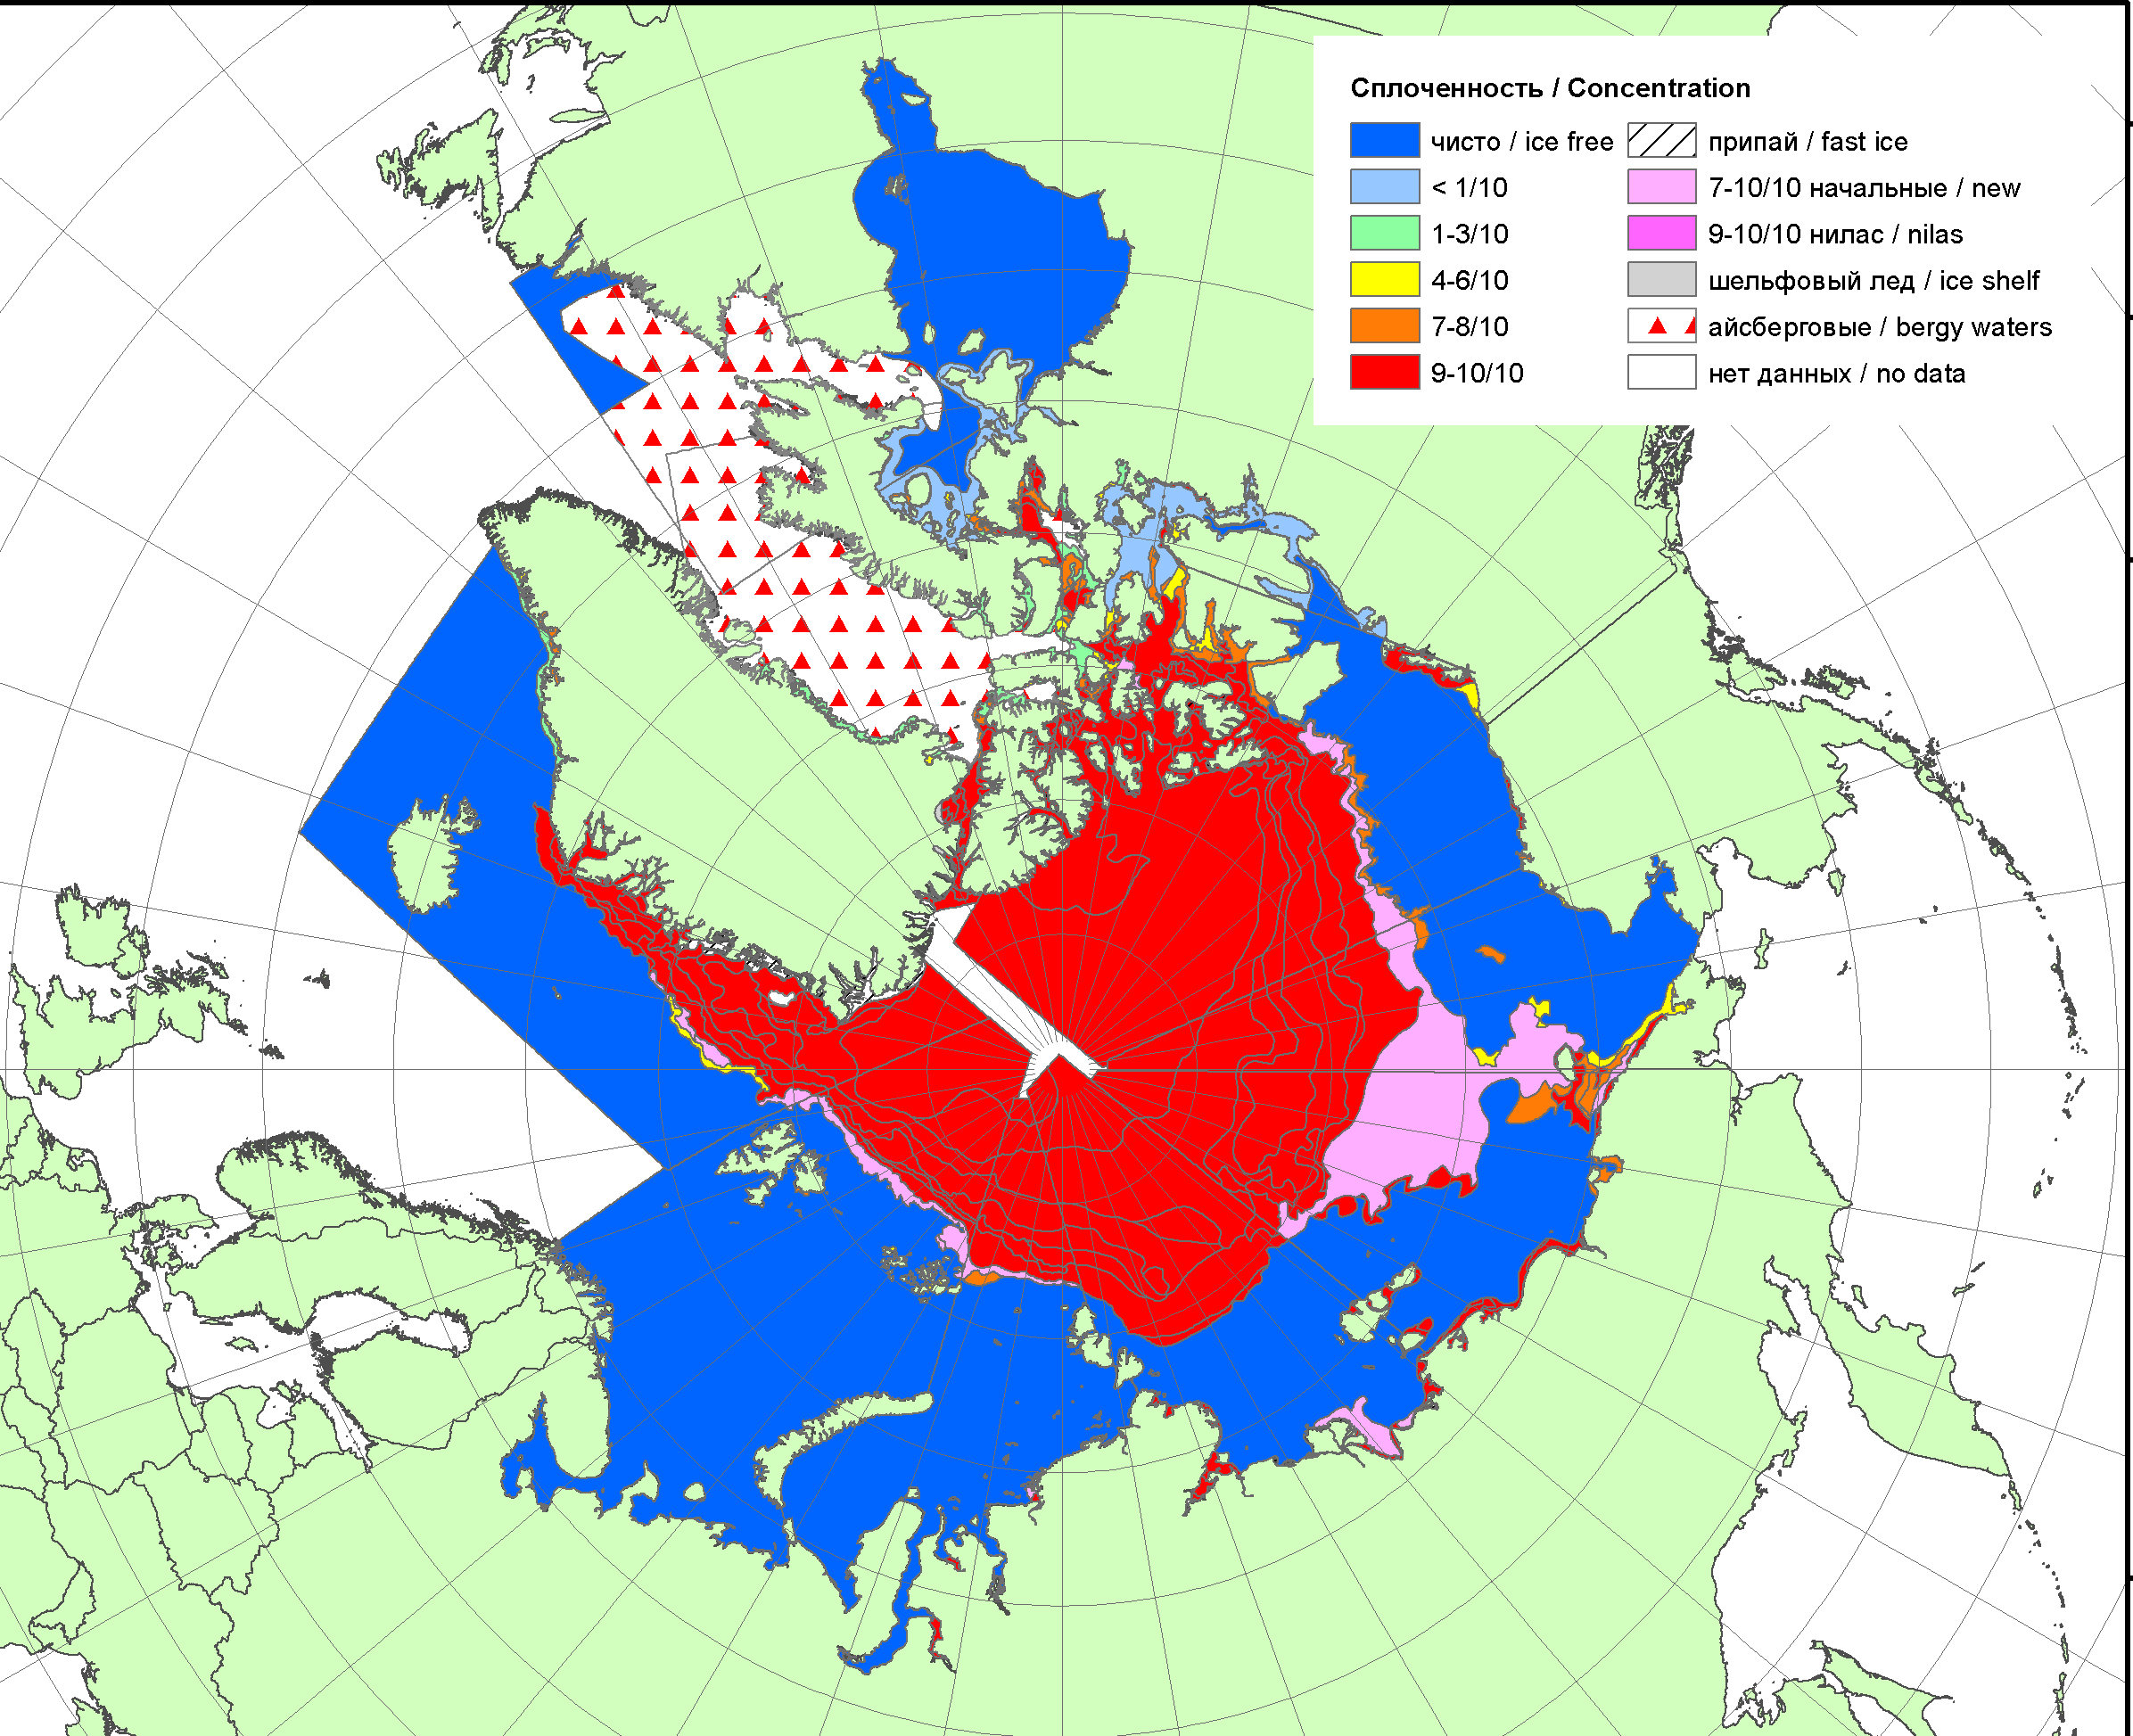 Сплоченность / Concentration
чисто / ice free
< 1/10
1-3/10
4-6/10
7-8/10
9-10/10
припай / fast ice
7-10/10 начальные / new
9-10/10 нилас / nilas
шельфовый лед / ice shelf
айсберговые / bergy waters
нет данных / no data